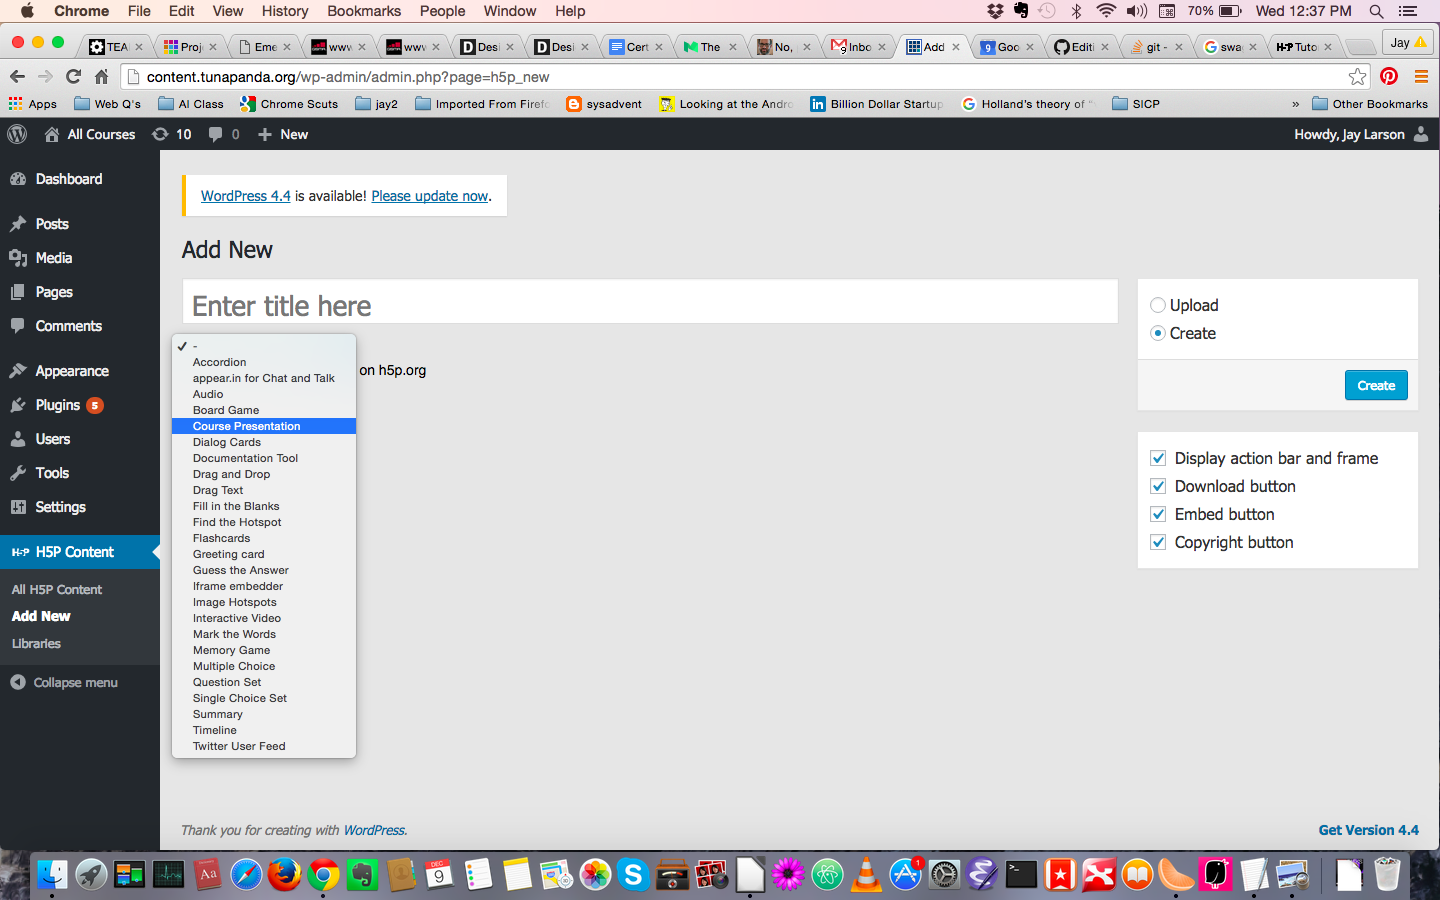 Chrome File Edit View History Bookmarks People Window Help 70% Wed 12:37 PM
TEA Proj Eme www www Desi Desi Cert The No, Inbo Add Goo Editi git - swa H-P Tuto Jay
content.tunapanda.org/wp-admin/admin.php?page=h5p_new
Apps Web Q's AI Class Chrome Scuts jay2 Imported From Firef sysadvent Looking at the Andr Billion Dollar Startup Holland's theory of " SICP » Other Bookmarks
All Courses 10 0 New Howdy, Jay Larson
Dashboard
Posts
Media
Pages
Comments
Appearance
Plugins 5
Users
Tools
Settings
H5P Content
All H5P Content
Add New
Libraries
Collapse menu
WordPress 4.4 is available! Please update now.
Add New
Enter title here
-
Accordion
appear.in for Chat and Talk
Audio
Board Game
Course Presentation
Dialog Cards
Documentation Tool
Drag and Drop
Drag Text
Fill in the Blanks
Find the Hotspot
Flashcards
Greeting card
Guess the Answer
Iframe embedder
Image Hotspots
Interactive Video
Mark the Words
Memory Game
Multiple Choice
Question Set
Single Choice Set
Summary
Timeline
Twitter User Feed
on h5p.org
Upload
Create
Create
Display action bar and frame
Download button
Embed button
Copyright button
Thank you for creating with WordPress.
Get Version 4.4
Aa
DEC
9
1